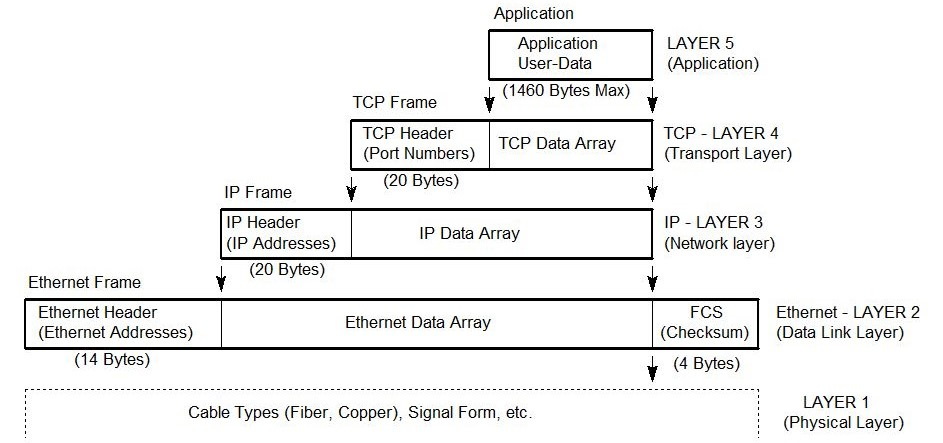 Application
Application
User-Data
LAYER 5
(Application)
(1460 Bytes Max)
TCP Frame
TCP Header
(Port Numbers)
TCP Data Array
TCP - LAYER 4
(Transport Layer)
(20 Bytes)
IP Frame
IP Header
(IP Addresses)
IP Data Array
IP - LAYER 3
(Network layer)
(20 Bytes)
Ethernet Frame
Ethernet Header
(Ethernet Addresses)
Ethernet Data Array
FCS
(Checksum)
Ethernet - LAYER 2
(Data Link Layer)
(14 Bytes)
(4 Bytes)
Cable Types (Fiber, Copper), Signal Form, etc.
LAYER 1
(Physical Layer)